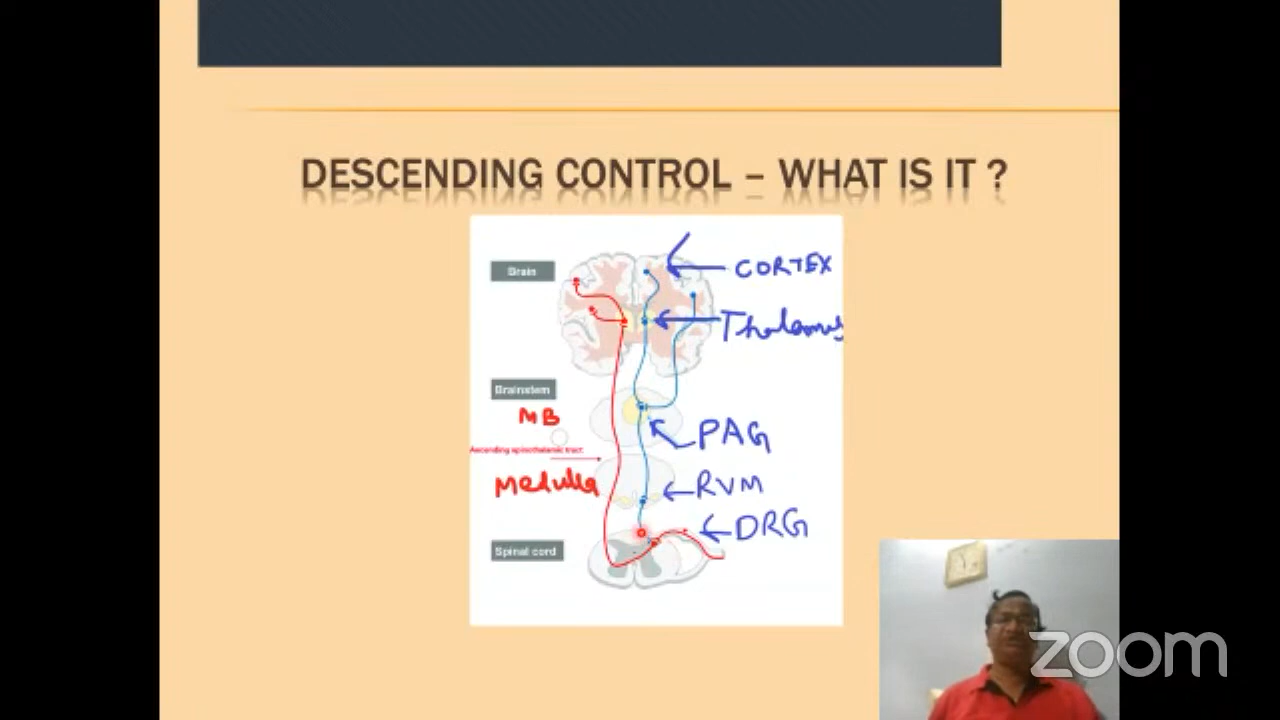 DESCENDING CONTROL – WHAT IS IT ?
Brain
CORTEX
Thalamus
Brainstem
MB
PAG
Ascending spinothalamic tract
Medulla
RVM
DRG
Spinal cord
zoom